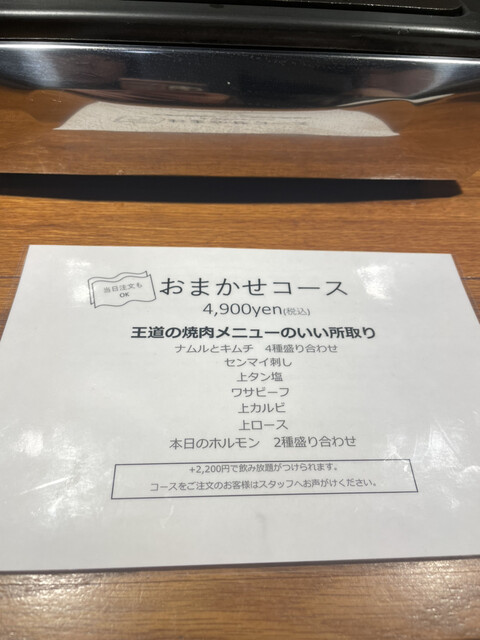 当日注文も
OK
おまかせコース
4,900yen(税込)
王道の焼肉メニューのいい所取り
ナムルとキムチ 4種盛り合わせ
センマイ刺し
上タン塩
ワサビーフ
上カルビ
上ロース
本日のホルモン 2種盛り合わせ
+2,200円で飲み放題がつけられます。
コースをご注文のお客様はスタッフへお声がけください。